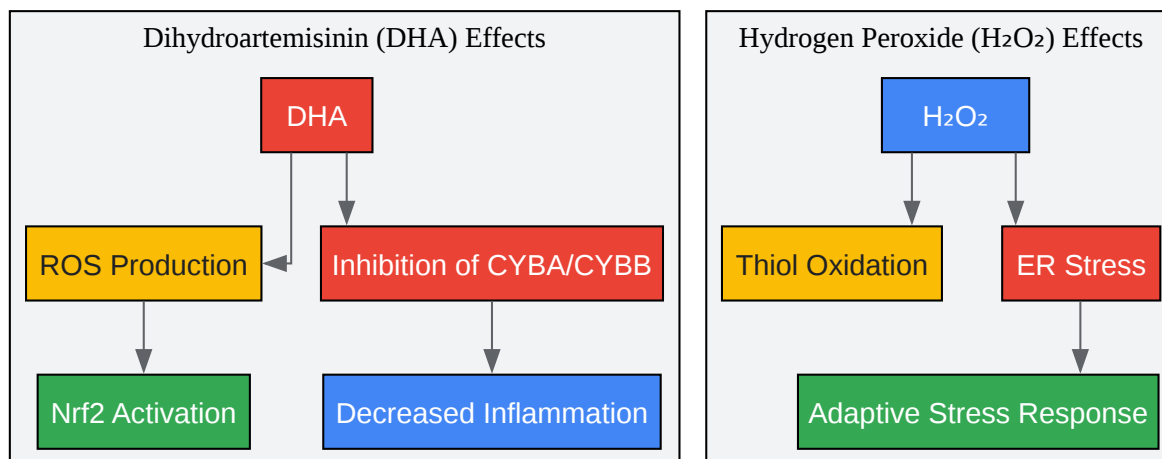 Dihydroartemisinin (DHA) Effects
DHA
ROS Production
Inhibition of CYBA/CYBB
Nrf2 Activation
Decreased Inflammation
Hydrogen Peroxide (H₂O₂) Effects
H₂O₂
Thiol Oxidation
ER Stress
Adaptive Stress Response